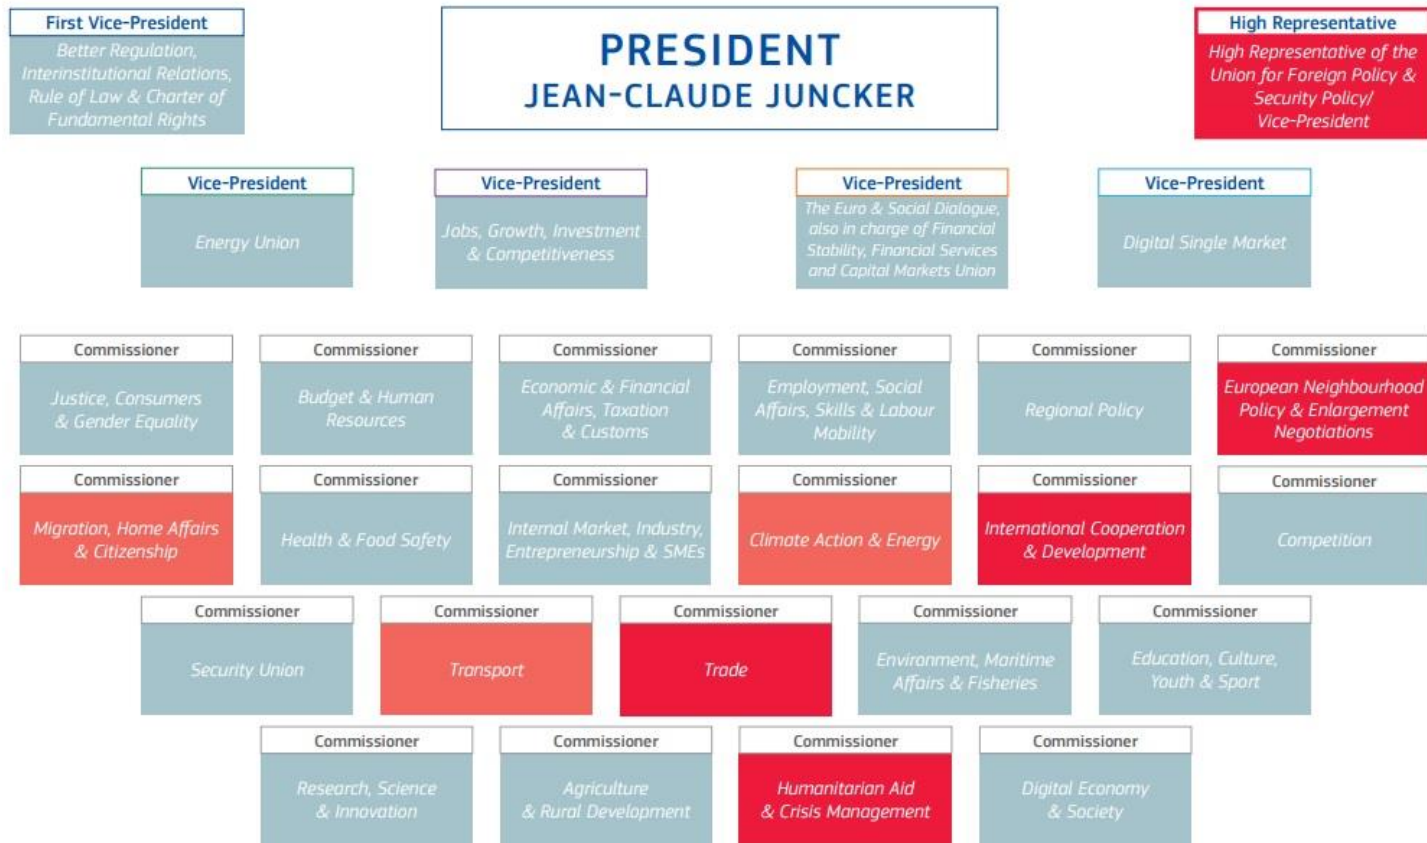 First Vice-President
Better Regulation,
Interinstitutional Relations,
Rule of Law & Charter of
Fundamental Rights
PRESIDENT
JEAN-CLAUDE JUNCKER
High Representative
High Representative of the
Union for Foreign Policy &
Security Policy/
Vice-President
Vice-President
Energy Union
Vice-President
Jobs, Growth, Investment
& Competitiveness
Vice-President
The Euro & Social Dialogue,
also in charge of Financial
Stability, Financial Services
and Capital Markets Union
Vice-President
Digital Single Market
Commissioner
Justice, Consumers
& Gender Equality
Commissioner
Budget & Human
Resources
Commissioner
Economic & Financial
Affairs, Taxation
& Customs
Commissioner
Employment, Social
Affairs, Skills & Labour
Mobility
Commissioner
Regional Policy
Commissioner
European Neighbourhood
Policy & Enlargement
Negotiations
Commissioner
Migration, Home Affairs
& Citizenship
Commissioner
Health & Food Safety
Commissioner
Internal Market, Industry,
Entrepreneurship & SMEs
Commissioner
Climate Action & Energy
Commissioner
International Cooperation
& Development
Commissioner
Competition
Commissioner
Security Union
Commissioner
Transport
Commissioner
Trade
Commissioner
Environment, Maritime
Affairs & Fisheries
Commissioner
Education, Culture,
Youth & Sport
Commissioner
Research, Science
& Innovation
Commissioner
Agriculture
& Rural Development
Commissioner
Humanitarian Aid
& Crisis Management
Commissioner
Digital Economy
& Society